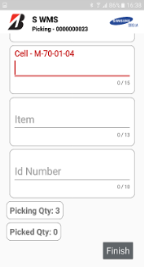 S WMS
SAMSUNG
Picking - 0000000023
Cell - M-70-01-04
0/15
Item
0/15
Id Number
0/18
Picking Qty: 3
Picked Qty: 0
Finish